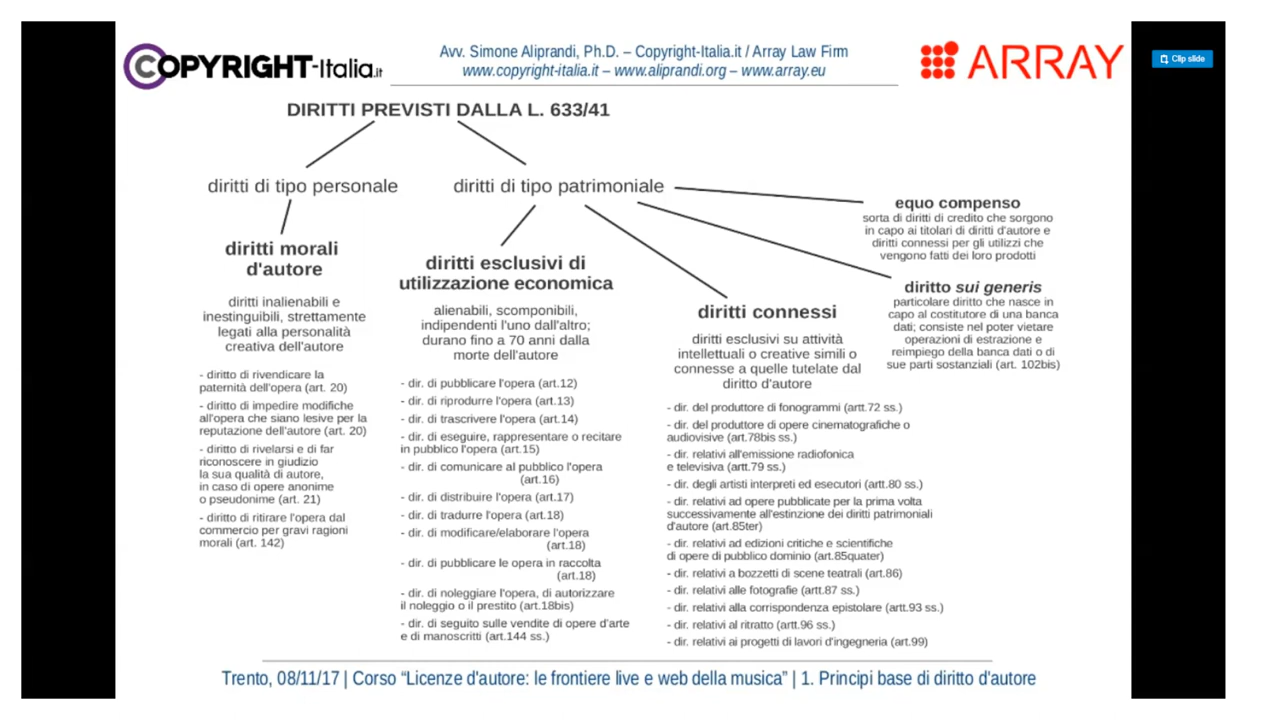 COPYRIGHT-Italia.it
Avv. Simone Aliprandi, Ph.D. – Copyright-Italia.it / Array Law Firm
www.copyright-italia.it – www.aliprandi.org – www.array.eu
ARRAY
Clip slide
DIRITTI PREVISTI DALLA L. 633/41
diritti di tipo personale
diritti di tipo patrimoniale
diritti morali
d'autore
diritti inalienabili e
inestinguibili, strettamente
legati alla personalità
creativa dell'autore
- diritto di rivendicare la
paternità dell'opera (art. 20)
- diritto di impedire modifiche
all'opera che siano lesive per la
reputazione dell'autore (art. 20)
- diritto di rivelarsi e di far
riconoscere in giudizio
la sua qualità di autore,
in caso di opere anonime
o pseudonime (art. 21)
- diritto di ritirare l'opera dal
commercio per gravi ragioni
morali (art. 142)
diritti esclusivi di
utilizzazione economica
alienabili, scomponibili,
indipendenti l'uno dall'altro;
durano fino a 70 anni dalla
morte dell'autore
- dir. di pubblicare l'opera (art.12)
- dir. di riprodurre l'opera (art.13)
- dir. di trascrivere l'opera (art.14)
- dir. di eseguire, rappresentare o recitare
in pubblico l'opera (art.15)
- dir. di comunicare al pubblico l'opera
(art.16)
- dir. di distribuire l'opera (art.17)
- dir. di tradurre l'opera (art.18)
- dir. di modificare/elaborare l'opera
(art.18)
- dir. di pubblicare le opera in raccolta
(art.18)
- dir. di noleggiare l'opera, di autorizzare
il noleggio o il prestito (art.18bis)
- dir. di seguito sulle vendite di opere d'arte
e di manoscritti (art.144 ss.)
diritti connessi
diritti esclusivi su attività
intellettuali o creative simili o
connesse a quelle tutelate dal
diritto d'autore
- dir. del produttore di fonogrammi (artt.72 ss.)
- dir. del produttore di opere cinematografiche o
audiovisive (art.78bis ss.)
- dir. relativi all'emissione radiofonica
e televisiva (artt.79 ss.)
- dir. degli artisti interpreti ed esecutori (artt.80 ss.)
- dir. relativi ad opere pubblicate per la prima volta
successivamente all'estinzione dei diritti patrimoniali
d'autore (art.85ter)
- dir. relativi ad edizioni critiche e scientifiche
di opere di pubblico dominio (art.85quater)
- dir. relativi a bozzetti di scene teatrali (art.86)
- dir. relativi alle fotografie (artt.87 ss.)
- dir. relativi alla corrispondenza epistolare (artt.93 ss.)
- dir. relativi al ritratto (artt.96 ss.)
- dir. relativi ai progetti di lavori d'ingegneria (art.99)
equo compenso
sorta di diritti di credito che sorgono
in capo ai titolari di diritti d'autore e
diritti connessi per gli utilizzi che
vengono fatti dei loro prodotti
diritto sui generis
particolare diritto che nasce in
capo al costitutore di una banca
dati; consiste nel poter vietare
operazioni di estrazione e
reimpiego della banca dati o di
sue parti sostanziali (art. 102bis)
Trento, 08/11/17 | Corso “Licenze d'autore: le frontiere live e web della musica” | 1. Principi base di diritto d'autore